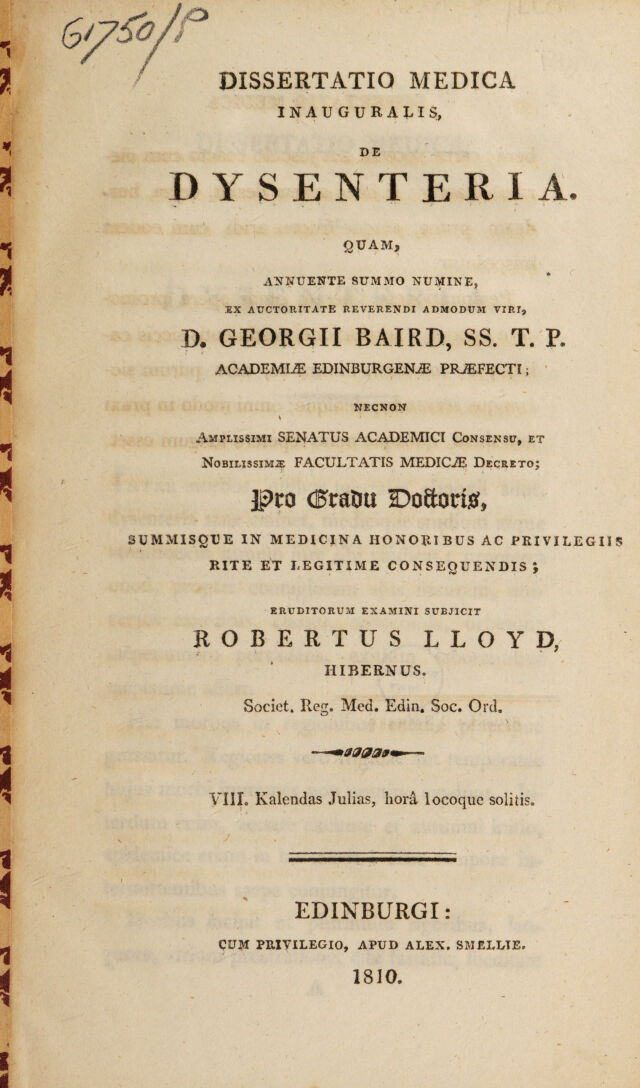 61750/P
DISSERTATIO MEDICA
INAUGURALIS,
DE
DYSENTERIA.
QUAM,
ANNUENTE SUMMO NUMINE,
EX AUCTORITATE REVERENDI ADMODUM VIRI,
D. GEORGII BAIRD, SS. T. P.
ACADEMIÆ EDINBURGENÆ PRÆFECTI;
NECNON
AMPLISSIMI SENATUS ACADEMICI CONSENSU, ET
NOBILISSIMÆ FACULTATIS MEDICÆ DECRETO;
Pro Gradu Doctoris,
SUMMISQUE IN MEDICINA HONORIBUS AC PRIVILEGIIS
RITE ET LEGITIME CONSEQUENDIS;
ERUDITORUM EXAMINI SUBJICIT
ROBERTUS LLOYD,
HIBERNUS.
Societ. Reg. Med. Edin. Soc. Ord.
VIII. Kalendas Julias, horâ locoque solitis.
EDINBURGI:
CUM PRIVILEGIO, APUD ALEX. SMELLIE.
1810.